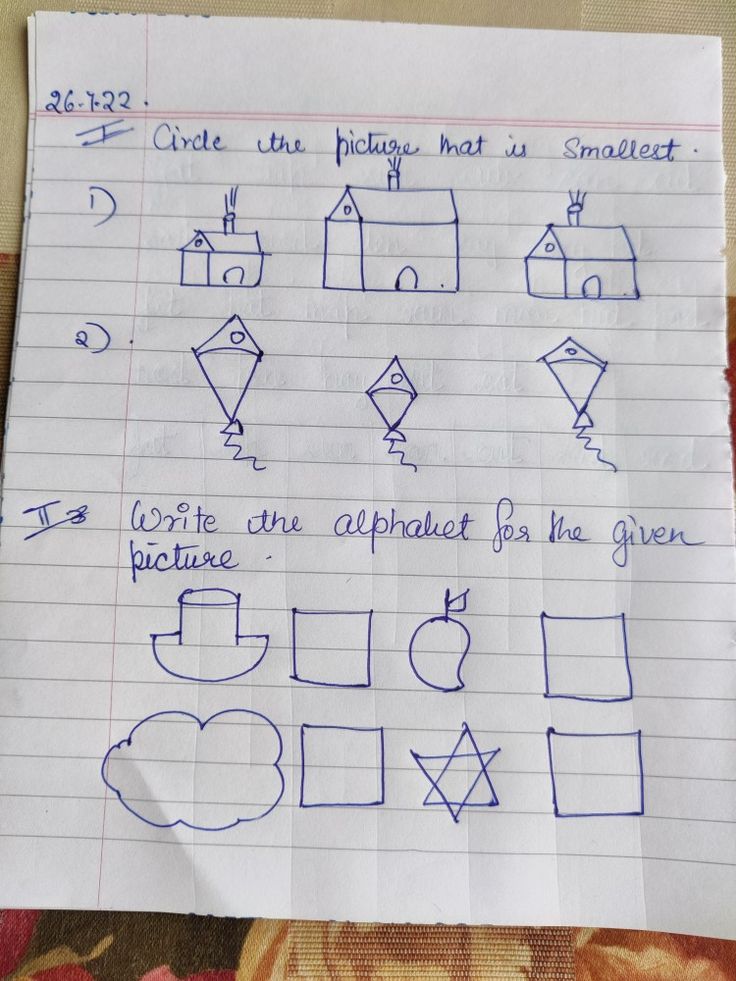 26.7.22.
I Circle the picture that is smallest.
1)
2).
II Write the alphabet for the given
picture.